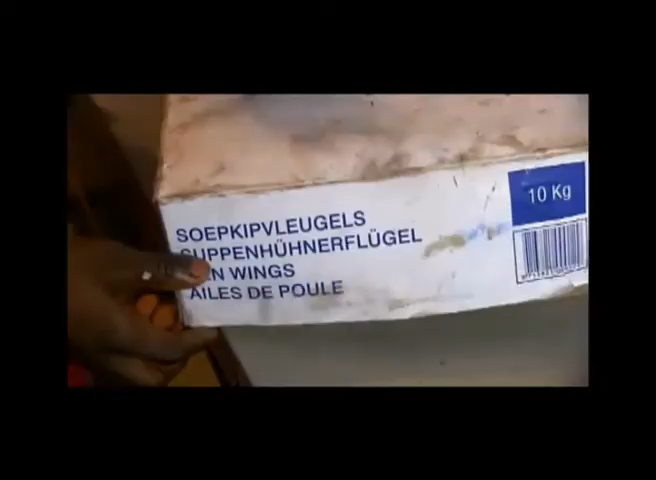 SOEPKIPVLEUGELS
SUPPENHÜHNERFLÜGEL
WINGS
AILES DE POULE
10 Kg